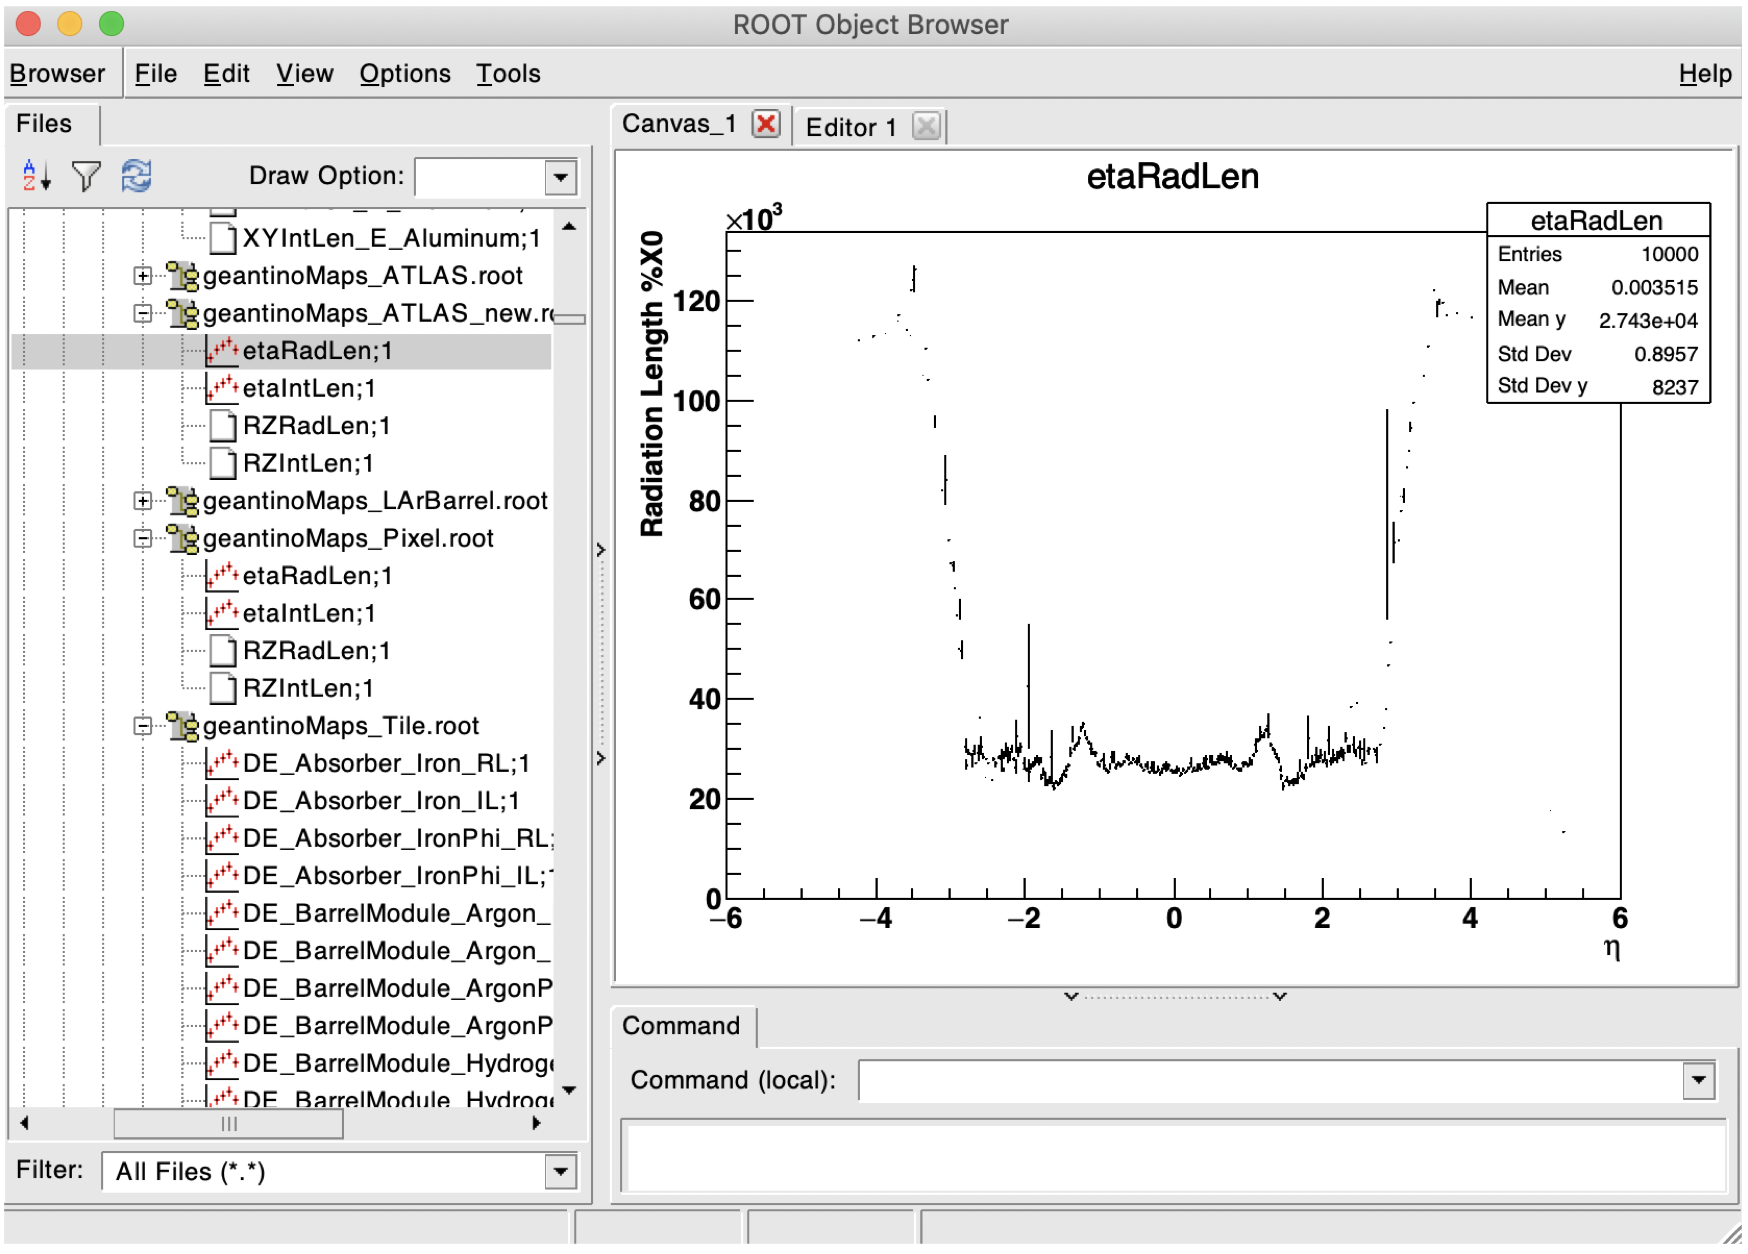 ROOT Object Browser
Browser File Edit View Options Tools Help
Files
Draw Option:
XYIntLen_E_Aluminum;1
geantinoMaps_ATLAS.root
geantinoMaps_ATLAS_new.r
etaRadLen;1
etaIntLen;1
RZRadLen;1
RZIntLen;1
geantinoMaps_LArBarrel.root
geantinoMaps_Pixel.root
etaRadLen;1
etaIntLen;1
RZRadLen;1
RZIntLen;1
geantinoMaps_Tile.root
DE_Absorber_Iron_RL;1
DE_Absorber_Iron_IL;1
DE_Absorber_IronPhi_RL;
DE_Absorber_IronPhi_IL;1
DE_BarrelModule_Argon_
DE_BarrelModule_Argon_
DE_BarrelModule_ArgonP
DE_BarrelModule_ArgonP
DE_BarrelModule_Hydroge
DE_BarrelModule_Hydroge
Filter: All Files (*.*)
Canvas_1 Editor 1
etaRadLen
×10³
Radiation Length %X0
120
100
80
60
40
20
0
−6 −4 −2 0 2 4 6
η
etaRadLen
Entries 10000
Mean 0.003515
Mean y 2.743e+04
Std Dev 0.8957
Std Dev y 8237
Command
Command (local):